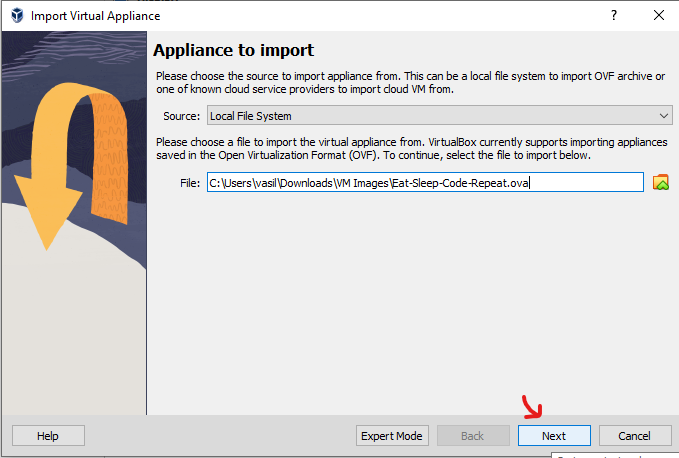 Import Virtual Appliance
?
Appliance to import
Please choose the source to import appliance from. This can be a local file system to import OVF archive or
one of known cloud service providers to import cloud VM from.
Source: Local File System
Please choose a file to import the virtual appliance from. VirtualBox currently supports importing appliances
saved in the Open Virtualization Format (OVF). To continue, select the file to import below.
File: C:\Users\vasil\Downloads\VM Images\Eat-Sleep-Code-Repeat.ova
Help Expert Mode Back Next Cancel